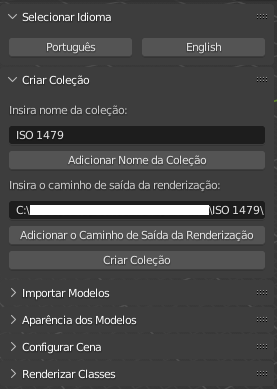 Selecionar Idioma
Português English
Criar Coleção
Insira nome da coleção:
ISO 1479
Adicionar Nome da Coleção
Insira o caminho de saída da renderização:
C:\ \ISO 1479\
Adicionar o Caminho de Saída da Renderização
Criar Coleção
Importar Modelos
Aparência dos Modelos
Configurar Cena
Renderizar Classes